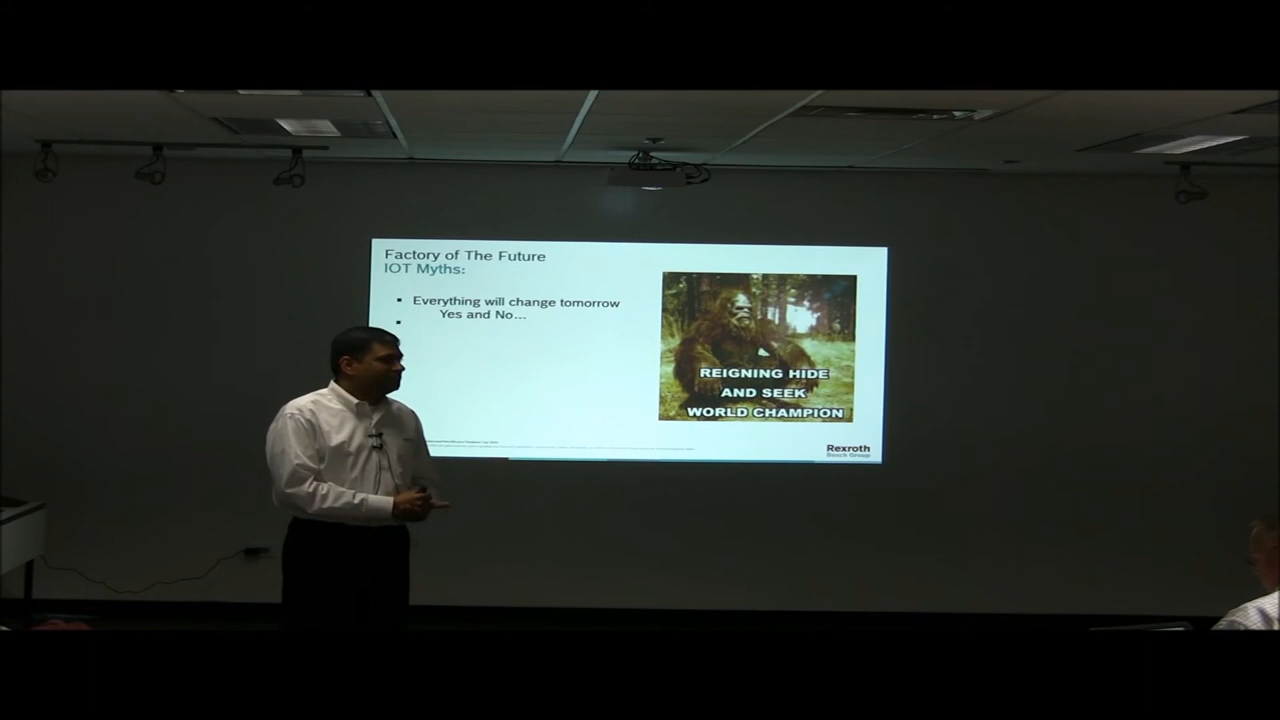 Factory of The Future
IOT Myths:
Everything will change tomorrow
Yes and No...
REIGNING HIDE
AND SEEK
WORLD CHAMPION
Rexroth
Bosch Group